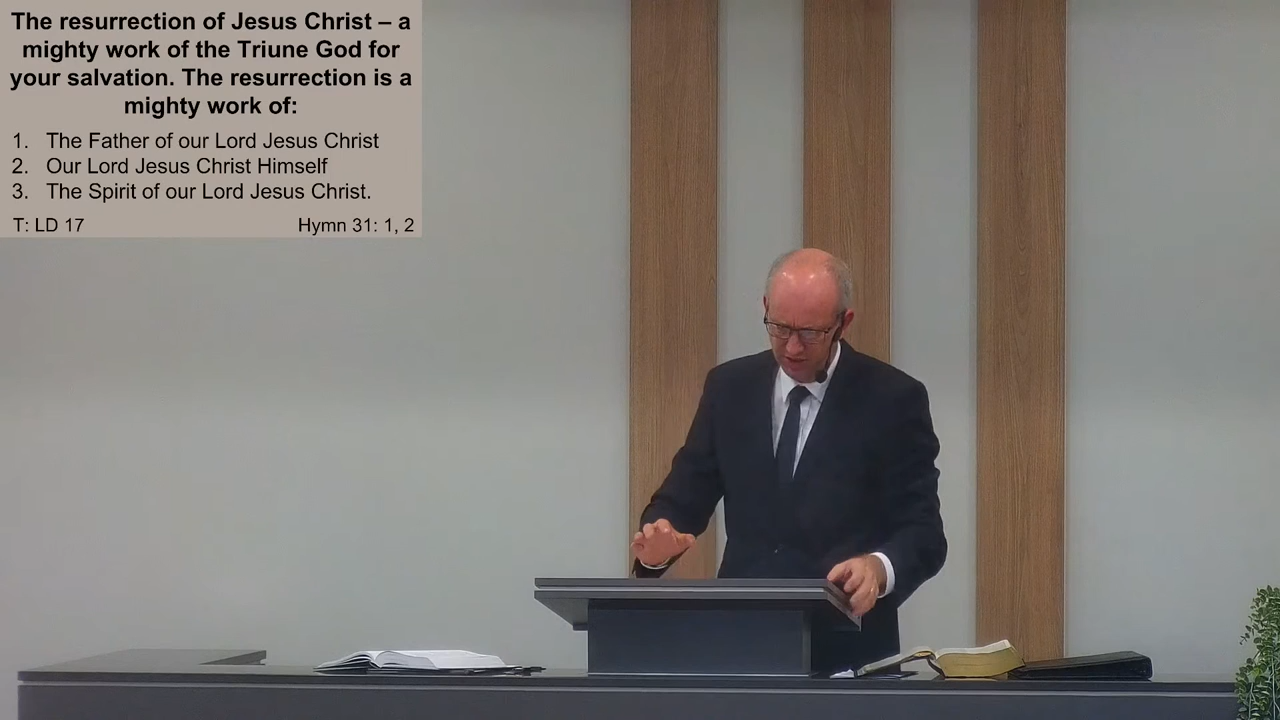 The resurrection of Jesus Christ – a
mighty work of the Triune God for
your salvation. The resurrection is a
mighty work of:
1. The Father of our Lord Jesus Christ
2. Our Lord Jesus Christ Himself
3. The Spirit of our Lord Jesus Christ.
T: LD 17 Hymn 31: 1, 2